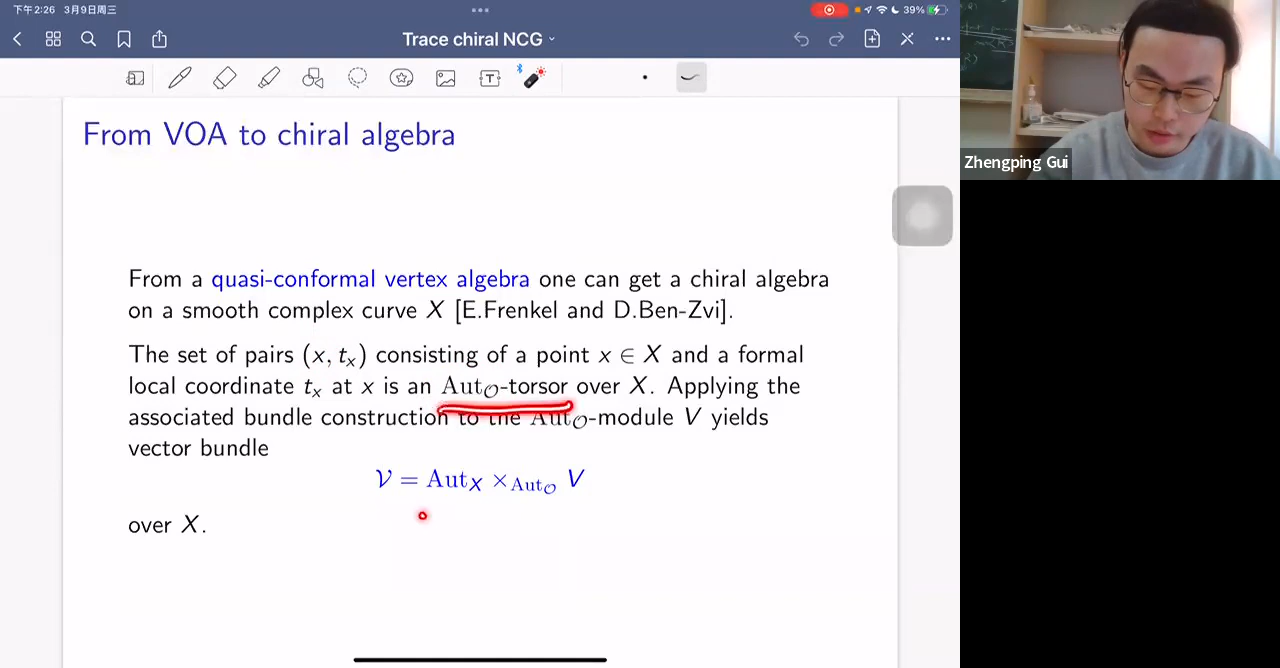 下午2:26 3月9日周三
39%
Trace chiral NCG
From VOA to chiral algebra
Zhengping Gui
From a quasi-conformal vertex algebra one can get a chiral algebra
on a smooth complex curve X [E.Frenkel and D.Ben-Zvi].
The set of pairs (x, tₓ) consisting of a point x ∈ X and a formal
local coordinate tₓ at x is an Aut𝒪-torsor over X. Applying the
associated bundle construction to the Aut𝒪-module V yields
vector bundle
𝒱 = Aut_X ×_{Aut𝒪} V
over X.